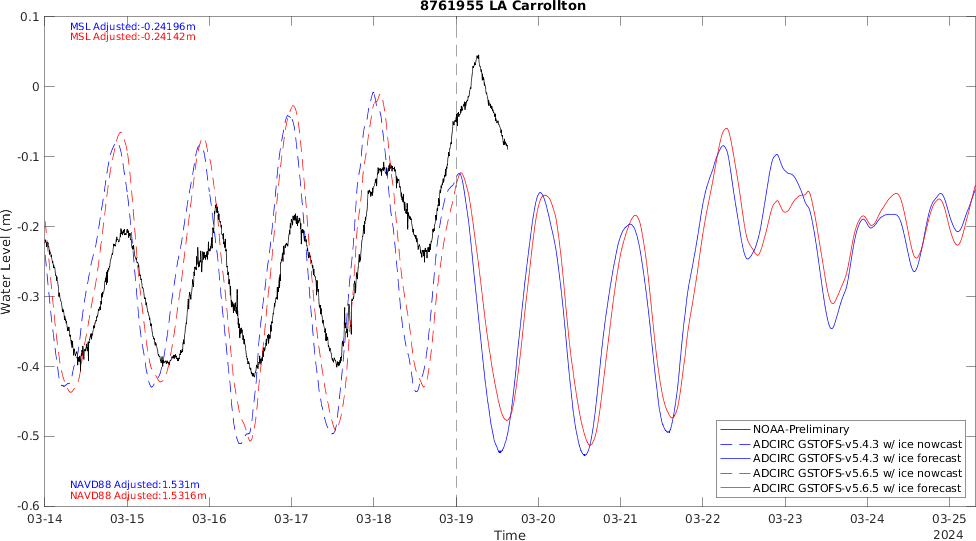 8761955 LA Carrollton
MSL Adjusted:-0.24196m
MSL Adjusted:-0.24142m
0.1
0
-0.1
-0.2
-0.3
-0.4
-0.5
-0.6
Water Level (m)
NOAA-Preliminary
ADCIRC GSTOFS-v5.4.3 w/ ice nowcast
ADCIRC GSTOFS-v5.4.3 w/ ice forecast
ADCIRC GSTOFS-v5.6.5 w/ ice nowcast
ADCIRC GSTOFS-v5.6.5 w/ ice forecast
NAVD88 Adjusted:1.531m
NAVD88 Adjusted:1.5316m
03-14 03-15 03-16 03-17 03-18 03-19 03-20 03-21 03-22 03-23 03-24 03-25
Time
2024